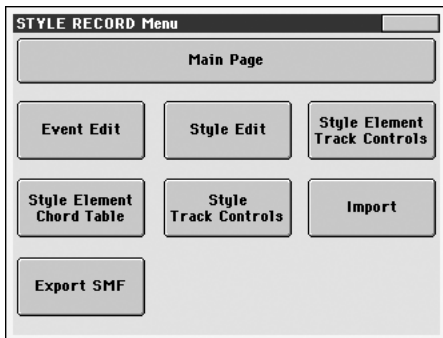 STYLE RECORD Menu
Main Page
Event Edit
Style Edit
Style Element
Track Controls
Style Element
Chord Table
Style
Track Controls
Import
Export SMF